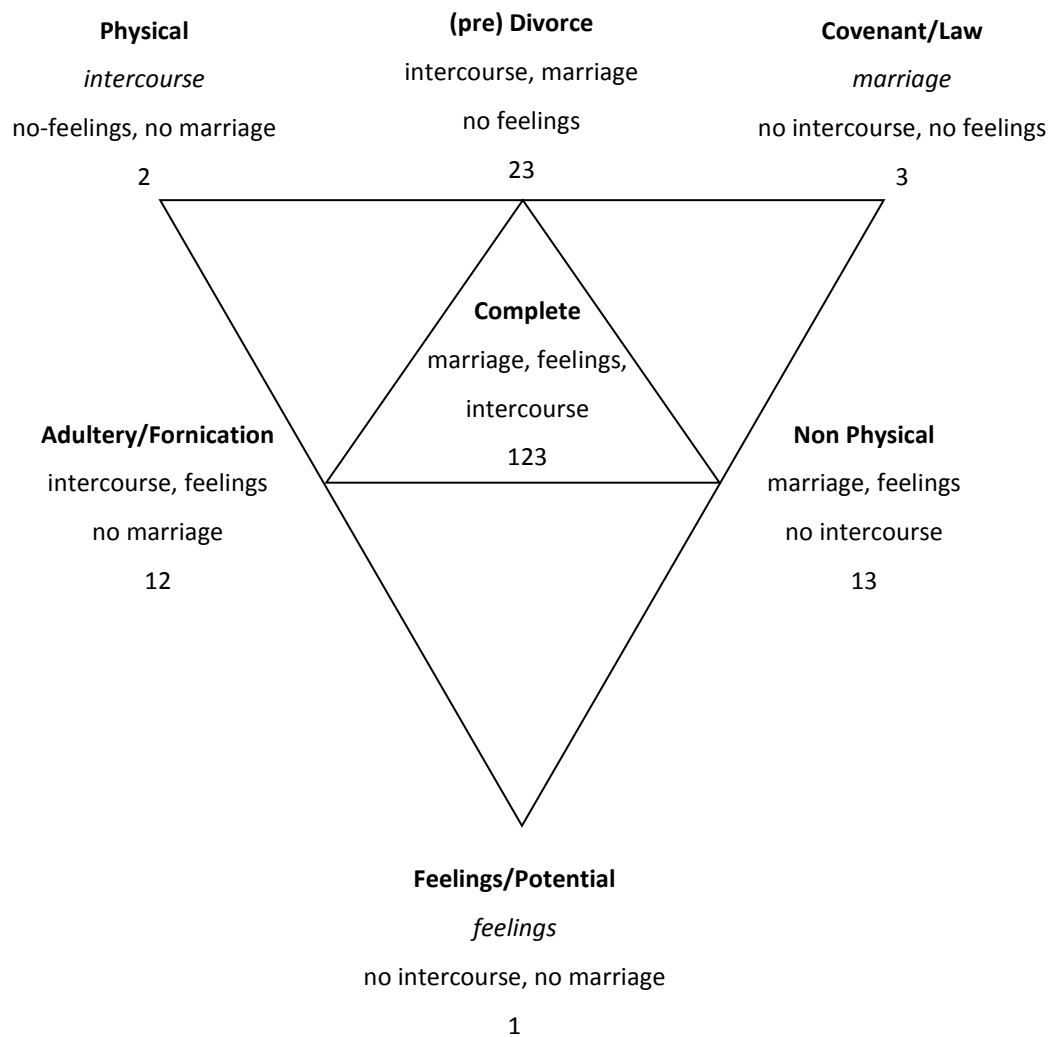 Physical
intercourse
no-feelings, no marriage
2
(pre) Divorce
intercourse, marriage
no feelings
23
Covenant/Law
marriage
no intercourse, no feelings
3
Complete
marriage, feelings,
intercourse
123
Adultery/Fornication
intercourse, feelings
no marriage
12
Non Physical
marriage, feelings
no intercourse
13
Feelings/Potential
feelings
no intercourse, no marriage
1